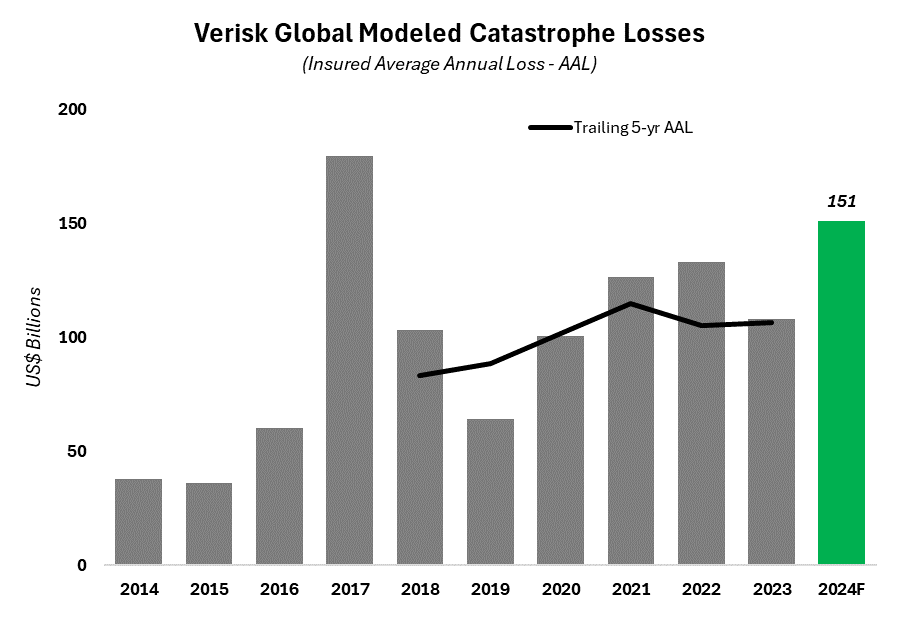 Verisk Global Modeled Catastrophe Losses
(Insured Average Annual Loss - AAL)
200
Trailing 5-yr AAL
151
150
US$ Billions
100
50
0
2014 2015 2016 2017 2018 2019 2020 2021 2022 2023 2024F